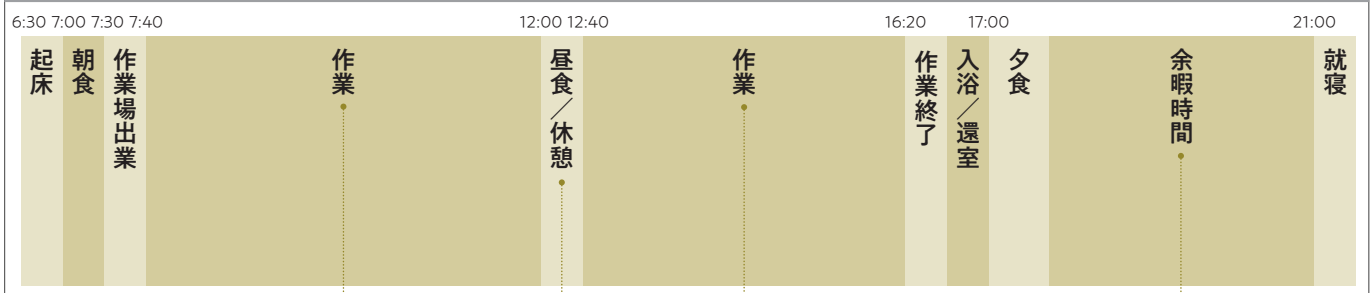 6:30 7:00 7:30 7:40 12:00 12:40 16:20 17:00 21:00
起床
朝食
作業場出業
作業
昼食／休憩
作業
作業終了
入浴／還室
夕食
余暇時間
就寝